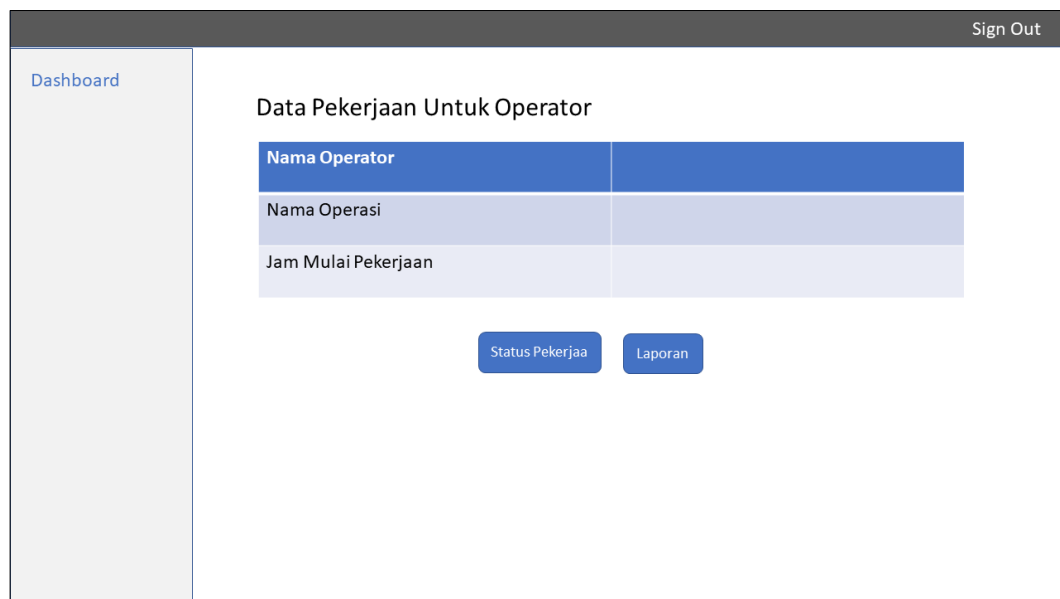 Sign Out
Dashboard
Data Pekerjaan Untuk Operator
Nama Operator
Nama Operasi
Jam Mulai Pekerjaan
Status Pekerjaa
Laporan